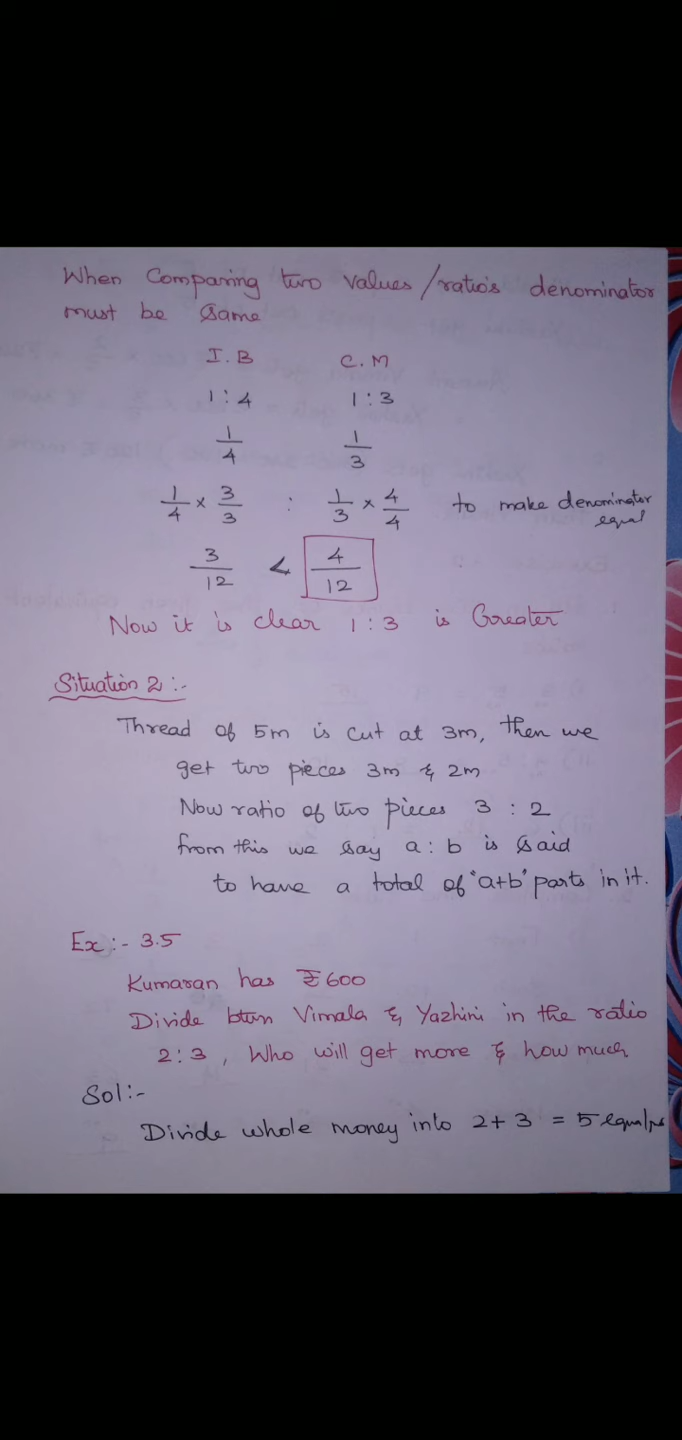 When Comparing two values/ratio's denominator
must be same
I.B C.M
1:4 1:3
1/4 1/3
1/4 × 3/3 : 1/3 × 4/4 to make denominator
equal
3/12 < 4/12
Now it is clear 1:3 is Greater
Situation 2:-
Thread of 5m is cut at 3m, then we
get two pieces 3m & 2m
Now ratio of two pieces 3 : 2
from this we say a:b is said
to have a total of 'a+b' parts in it.
Ex:- 3.5
Kumaran has ₹600
Divide btwn Vimala & Yazhini in the ratio
2:3, Who will get more & how much
Sol:-
Divide whole money into 2+3 = 5 equal